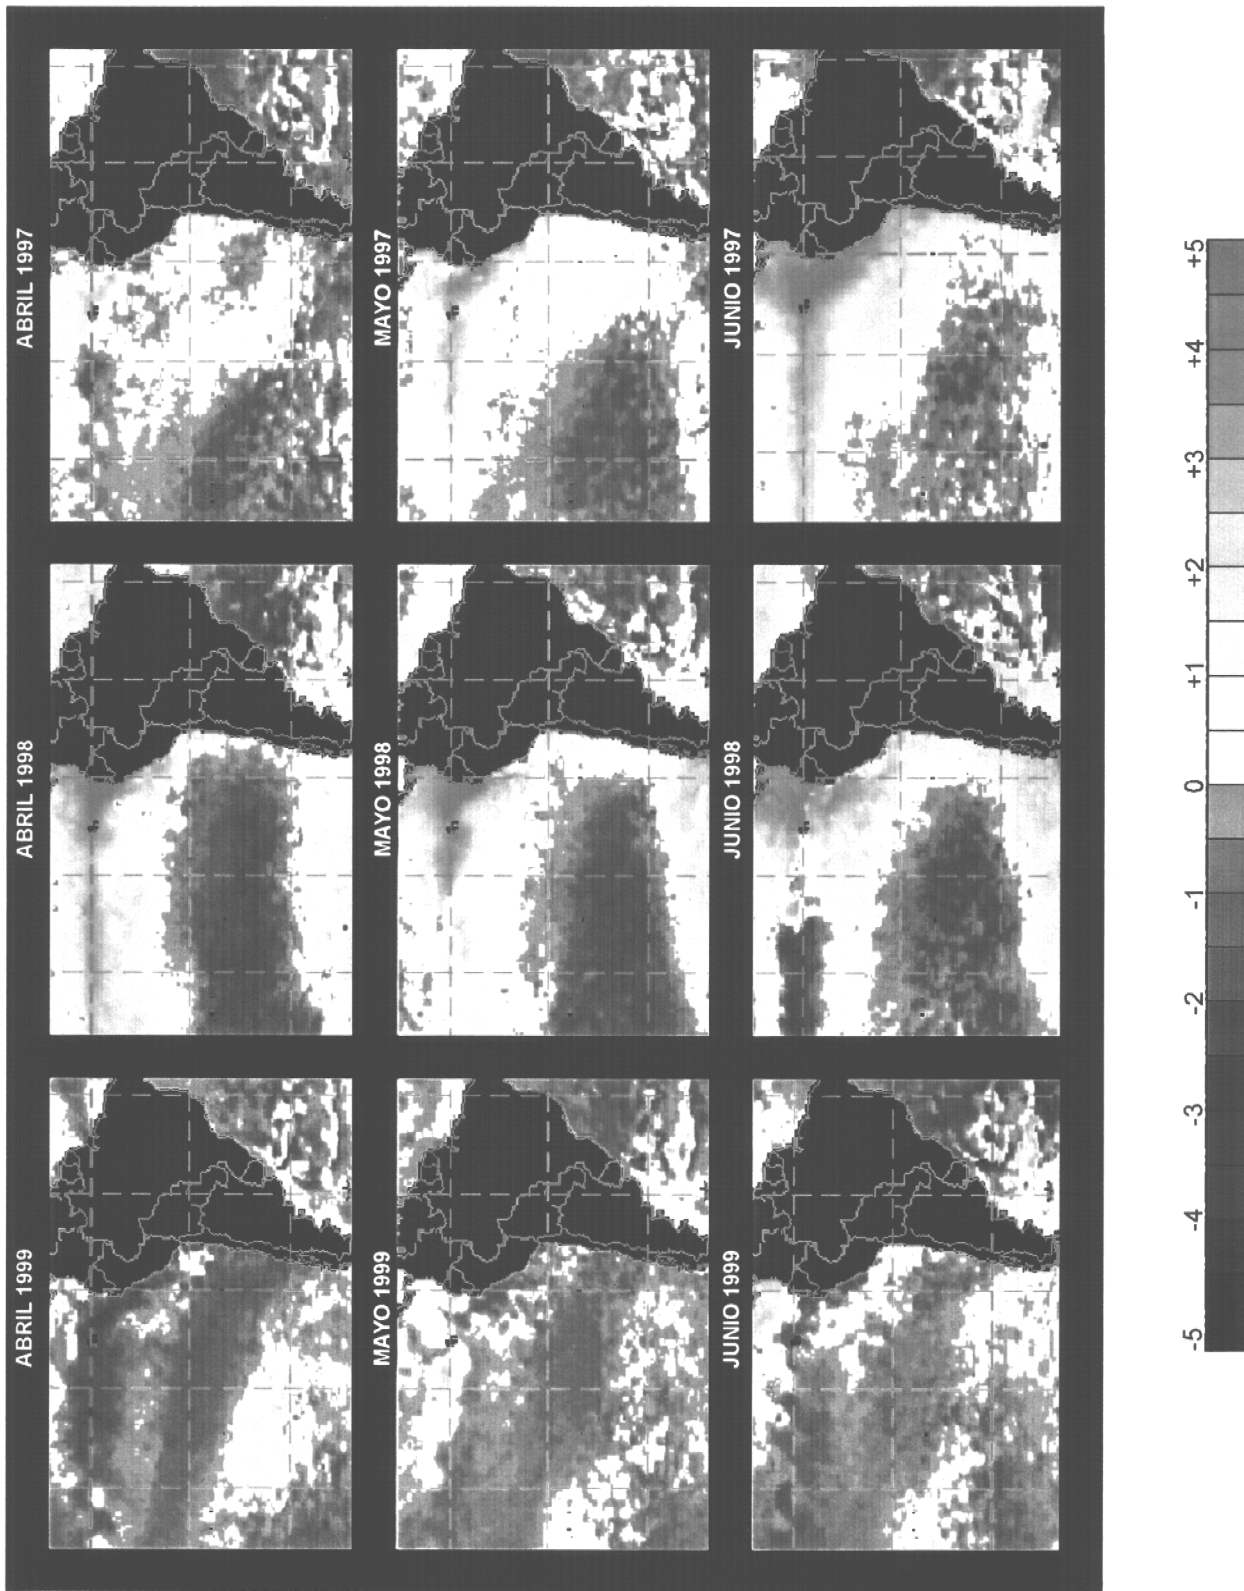 ABRIL 1997
MAYO 1997
JUNIO 1997
ABRIL 1998
MAYO 1998
JUNIO 1998
ABRIL 1999
MAYO 1999
JUNIO 1999
-5 -4 -3 -2 -1 0 +1 +2 +3 +4 +5